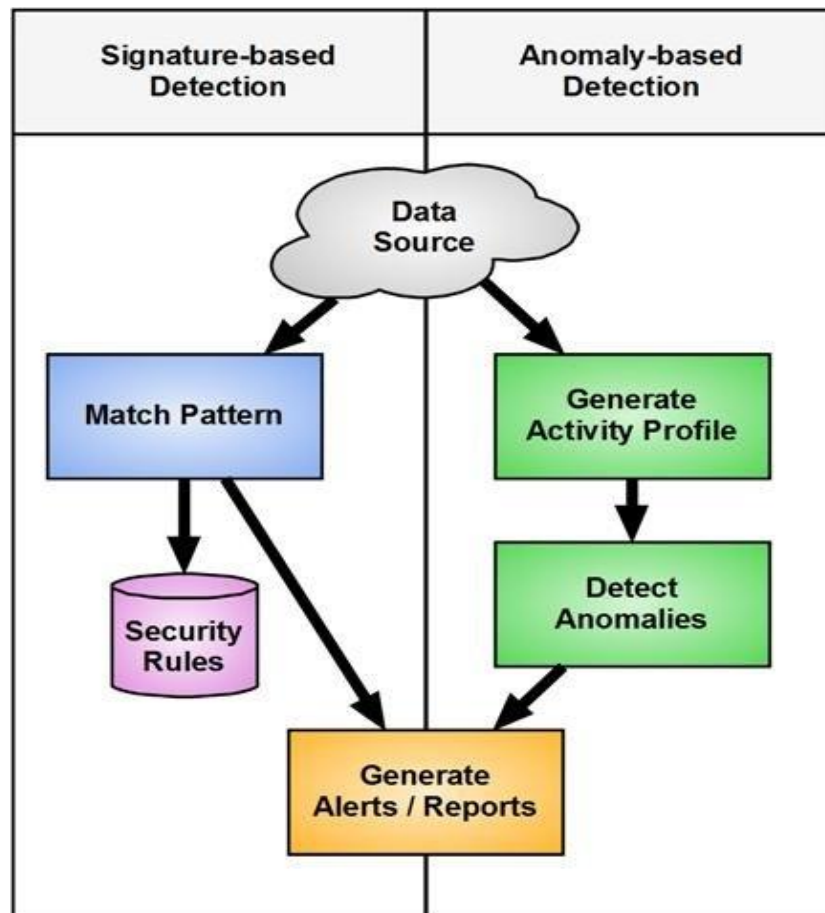 Signature-based
Detection
Anomaly-based
Detection
Data
Source
Match Pattern
Generate
Activity Profile
Security
Rules
Detect
Anomalies
Generate
Alerts / Reports